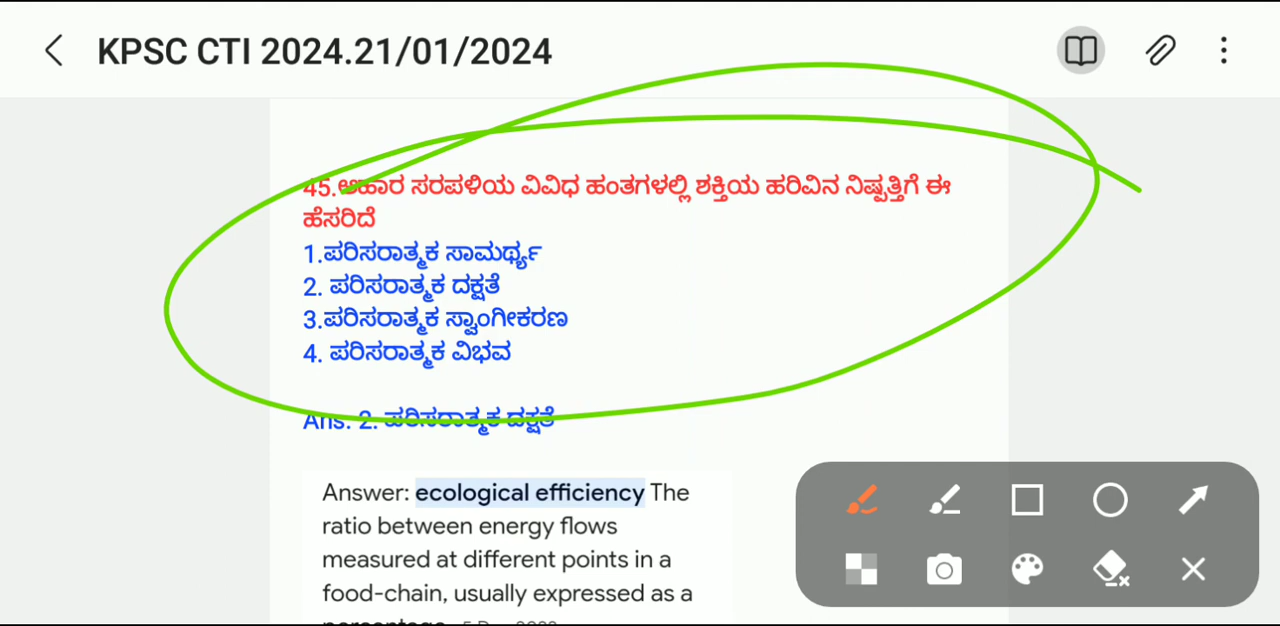 KPSC CTI 2024.21/01/2024
45.ಆಹಾರ ಸರಪಳಿಯ ವಿವಿಧ ಹಂತಗಳಲ್ಲಿ ಶಕ್ತಿಯ ಹರಿವಿನ ನಿಷ್ಪತ್ತಿಗೆ ಈ
ಹೆಸರಿದೆ
1.ಪರಿಸರಾತ್ಮಕ ಸಾಮರ್ಥ್ಯ
2. ಪರಿಸರಾತ್ಮಕ ದಕ್ಷತೆ
3.ಪರಿಸರಾತ್ಮಕ ಸ್ವಾಂಗೀಕರಣ
4. ಪರಿಸರಾತ್ಮಕ ವಿಭವ
Ans. 2. ಪರಿಸರಾತ್ಮಕ ದಕ್ಷತೆ
Answer: ecological efficiency The
ratio between energy flows
measured at different points in a
food-chain, usually expressed as a